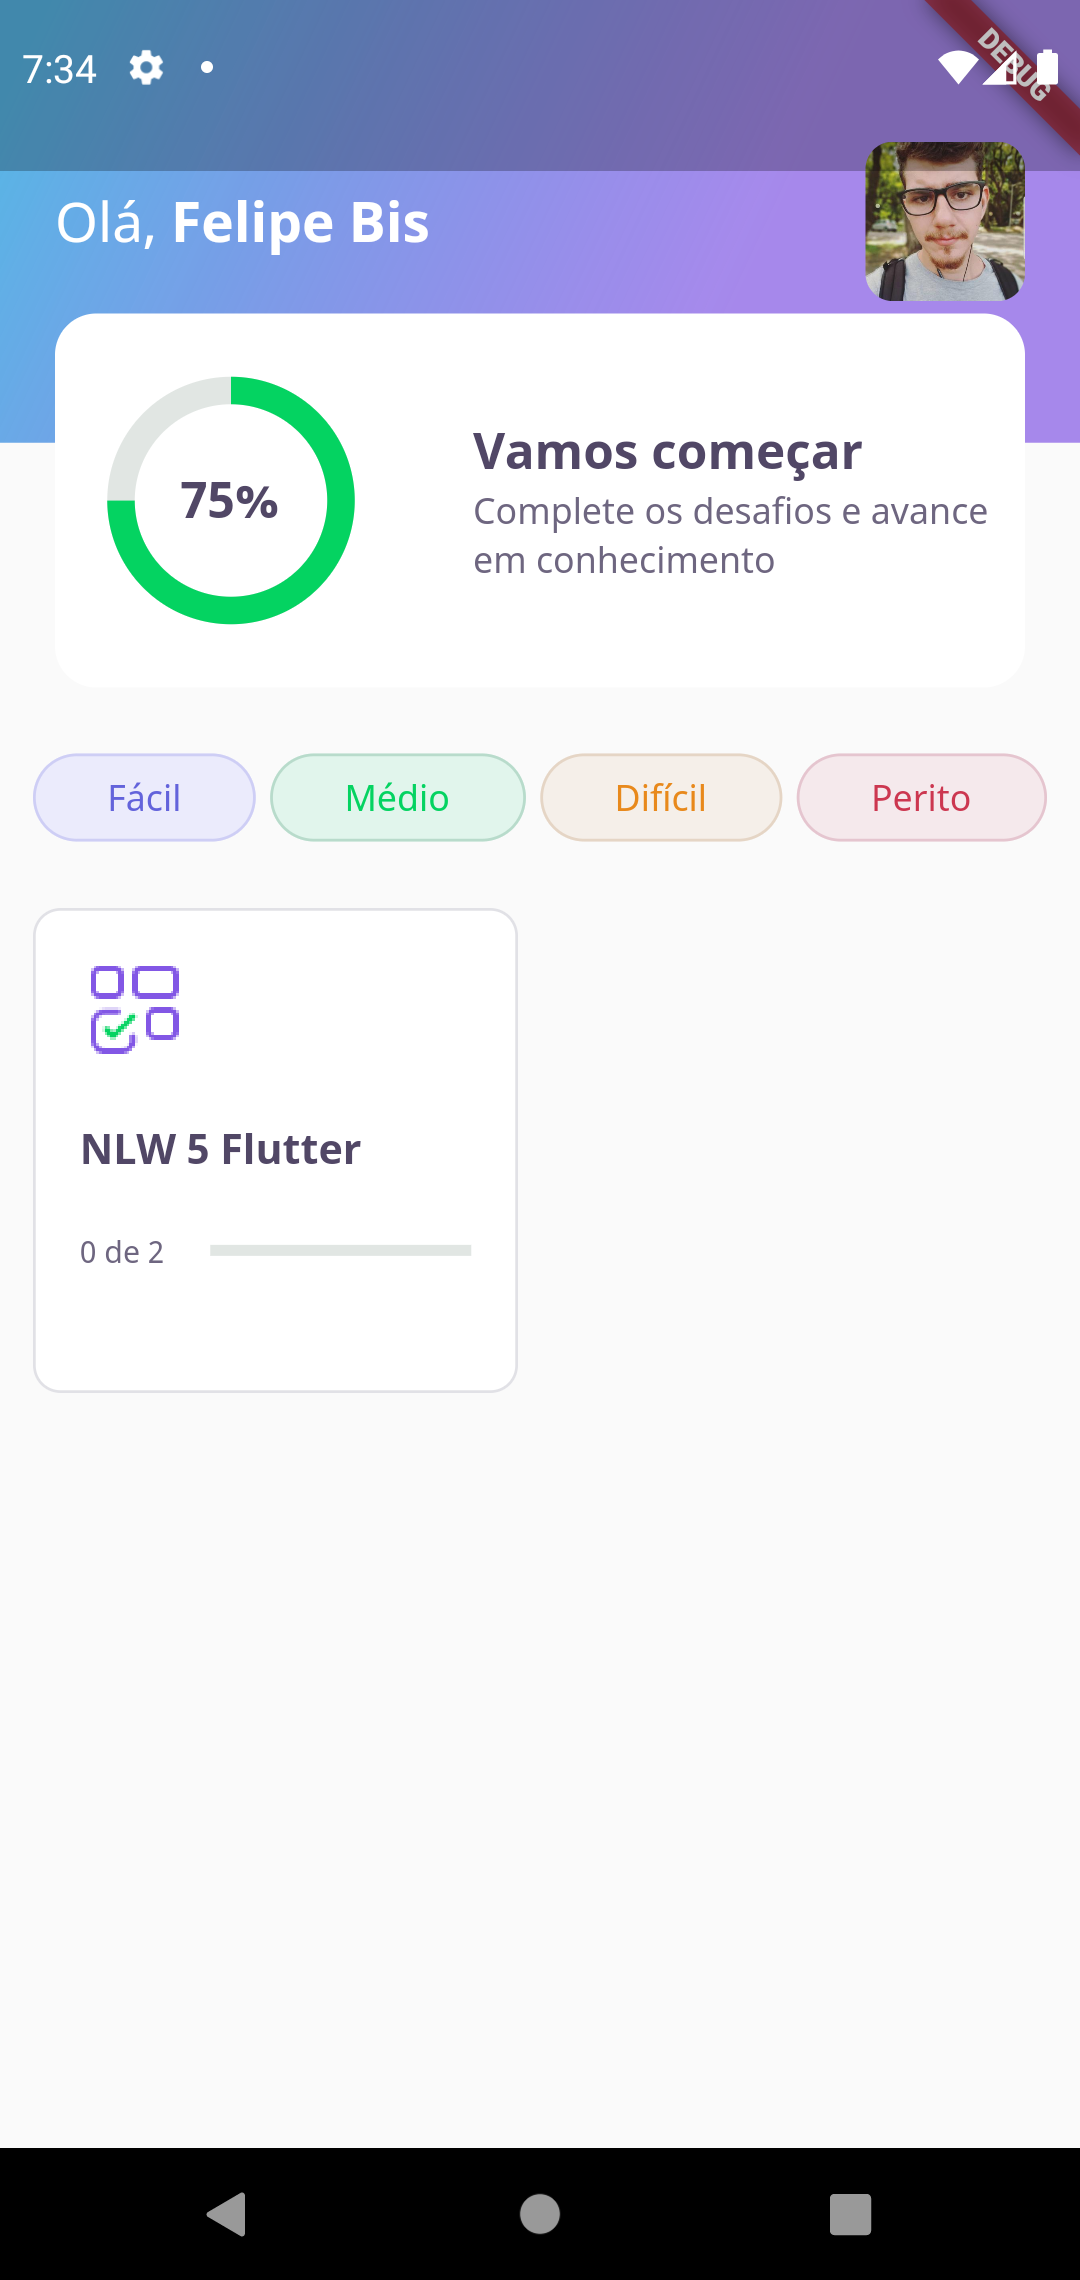 7:34
DEBUG
Olá, Felipe Bis
75%
Vamos começar
Complete os desafios e avance
em conhecimento
Fácil
Médio
Difícil
Perito
NLW 5 Flutter
0 de 2